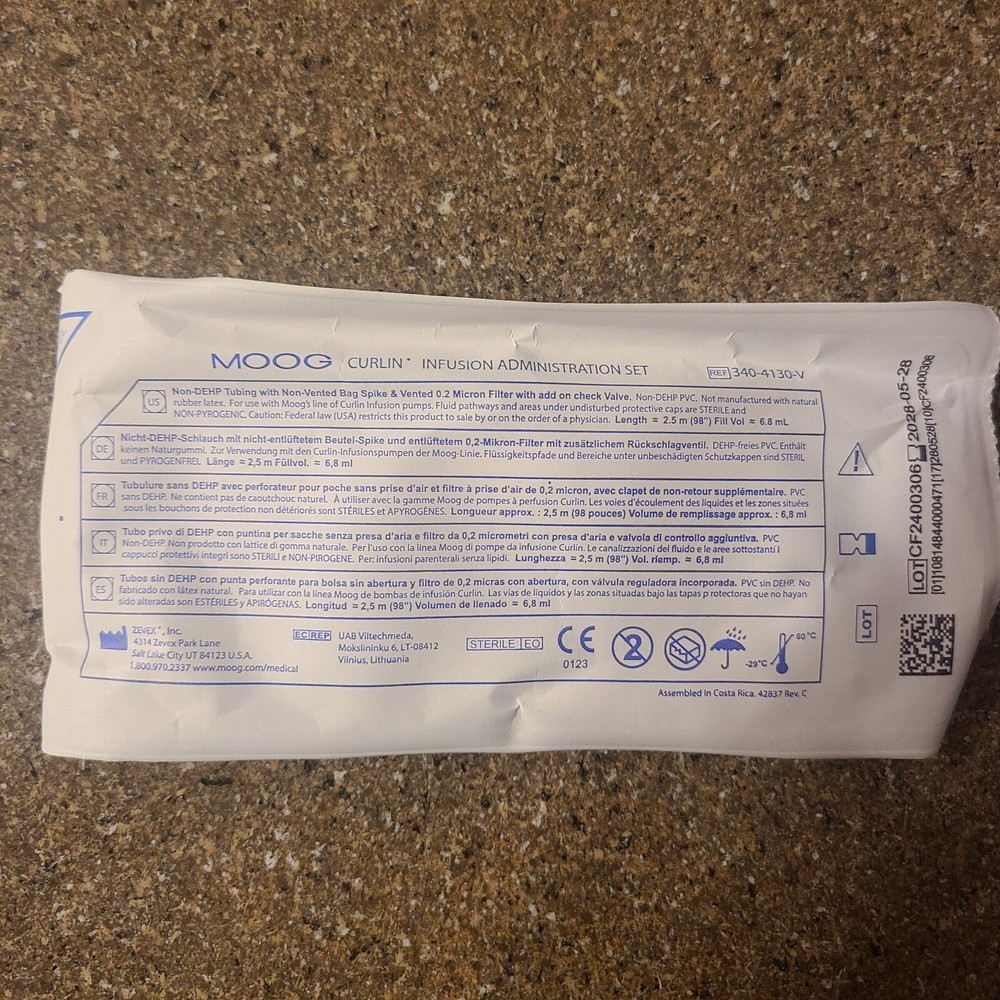 MOOG CURLIN® INFUSION ADMINISTRATION SET REF 340-4130-V
US Non-DEHP Tubing with Non-Vented Bag Spike & Vented 0.2 Micron Filter with add on check Valve. Non-DEHP PVC. Not manufactured with natural
rubber latex. For use with Moog's line of Curlin Infusion pumps. Fluid pathways and areas under undisturbed protective caps are STERILE and
NON-PYROGENIC. Caution: Federal law (USA) restricts this product to sale by or on the order of a physician. Length ≈ 2.5 m (98") Fill Vol ≈ 6.8 mL
DE Nicht-DEHP-Schlauch mit nicht-entlüftetem Beutel-Spike und entlüftetem 0,2-Mikron-Filter mit zusätzlichem Rückschlagventil. DEHP-freies PVC. Enthält
keinen Naturgummi. Zur Verwendung mit den Curlin-Infusionspumpen der Moog-Linie. Flüssigkeitspfade und Bereiche unter unbeschädigten Schutzkappen sind STERIL
und PYROGENFREI. Länge ≈ 2,5 m Füllvol. ≈ 6,8 ml
FR Tubulure sans DEHP avec perforateur pour poche sans prise d'air et filtre à prise d'air de 0,2 micron, avec clapet de non-retour supplémentaire. PVC
sans DEHP. Ne contient pas de caoutchouc naturel. À utiliser avec la gamme Moog de pompes à perfusion Curlin. Les voies d'écoulement des liquides et les zones situées
sous les bouchons de protection non détériorés sont STÉRILES et APYROGÈNES. Longueur approx. : 2,5 m (98 pouces) Volume de remplissage approx. : 6,8 ml
IT Tubo privo di DEHP con puntina per sacche senza presa d'aria e filtro da 0,2 micrometri con presa d'aria e valvola di controllo aggiuntiva. PVC
Non-DEHP. Non prodotto con lattice di gomma naturale. Per l'uso con la linea Moog di pompe da infusione Curlin. Le canalizzazioni del fluido e le aree sottostanti i
cappucci protettivi integri sono STERILI e NON-PIROGENE. Per: infusioni parenterali senza lipidi. Lunghezza ≈ 2,5 m (98") Vol. riemp. ≈ 6,8 ml
ES Tubos sin DEHP con punta perforante para bolsa sin abertura y filtro de 0,2 micras con abertura, con válvula reguladora incorporada. PVC sin DEHP. No
fabricado con látex natural. Para utilizar con la línea Moog de bombas de infusión Curlin. Las vías de líquidos y las zonas situadas bajo las tapas p rotectoras que no hayan
sido alteradas son ESTÉRILES y APIRÓGENAS. Longitud ≈ 2,5 m (98") Volumen de llenado ≈ 6,8 ml
ZEVEX®, Inc.
4314 Zevex Park Lane
Salt Lake City UT 84123 U.S.A.
1.800.970.2337 www.moog.com/medical
EC REP UAB Viltechmeda,
Mokslininku 6, LT-08412
Vilnius, Lithuania
STERILE EO
CE
0123
2
-29°C
60 °C
Assembled in Costa Rica. 42837 Rev. C
LOT
LOT CF2400306 2028-05-28
[01]10814844000471[17]280528[10]CF2400306